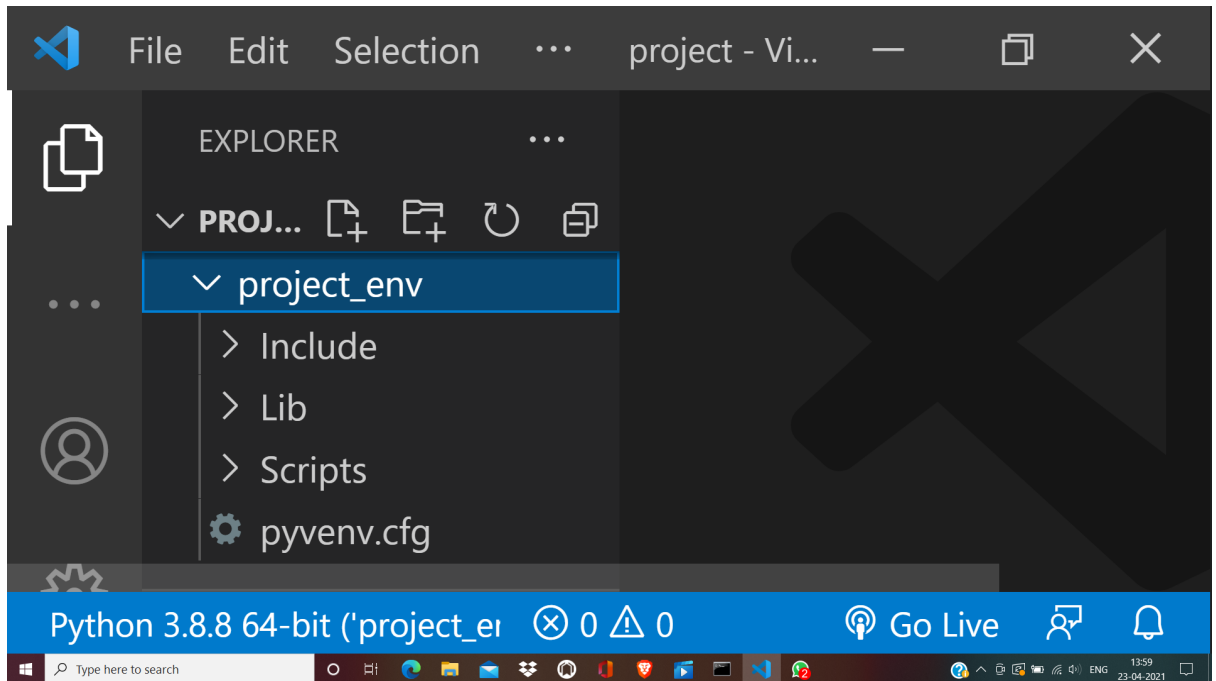 File Edit Selection ··· project - Vi...
EXPLORER ···
PROJ...
project_env
Include
Lib
Scripts
pyvenv.cfg
Python 3.8.8 64-bit ('project_er 0 0 Go Live
Type here to search 2 ENG 13:59
23-04-2021